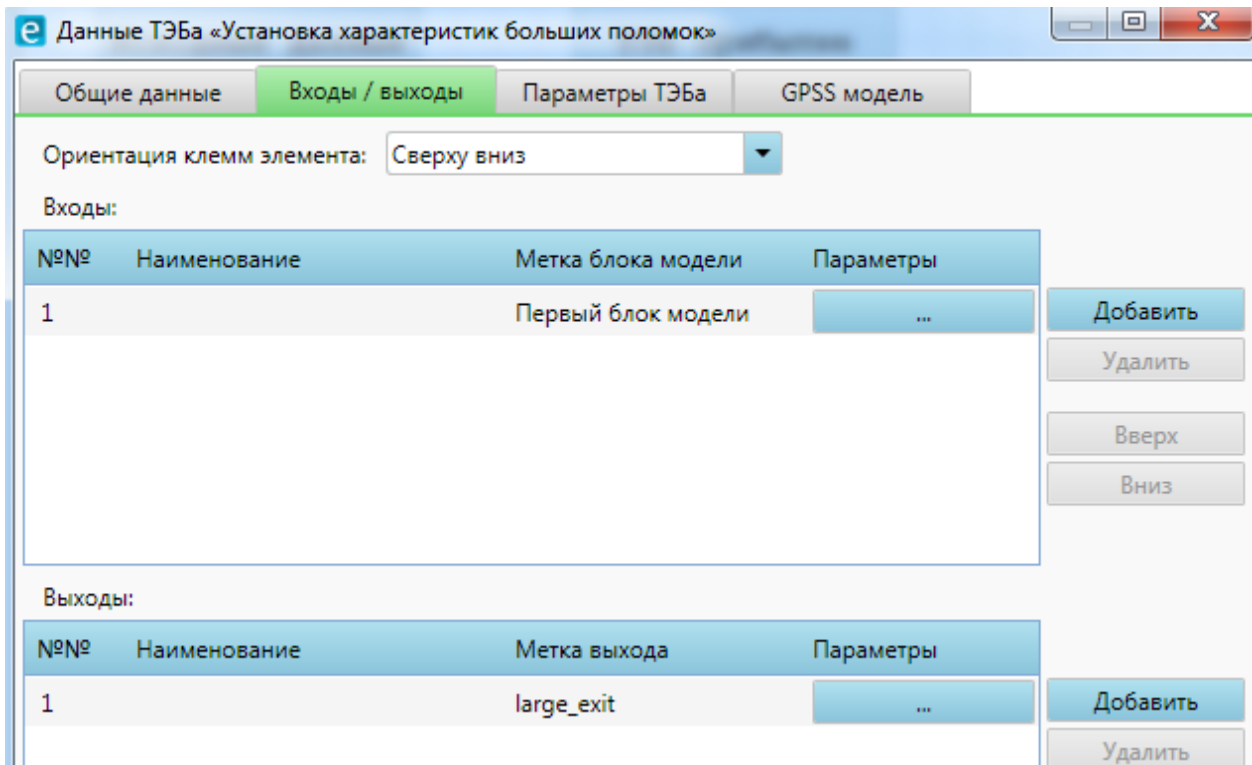 e Данные ТЭБа «Установка характеристик больших поломок»
Общие данные Входы / выходы Параметры ТЭБа GPSS модель
Ориентация клемм элемента: Сверху вниз
Входы:
№№ Наименование Метка блока модели Параметры
1 Первый блок модели ... Добавить
Удалить
Вверх
Вниз
Выходы:
№№ Наименование Метка выхода Параметры
1 large_exit ... Добавить
Удалить